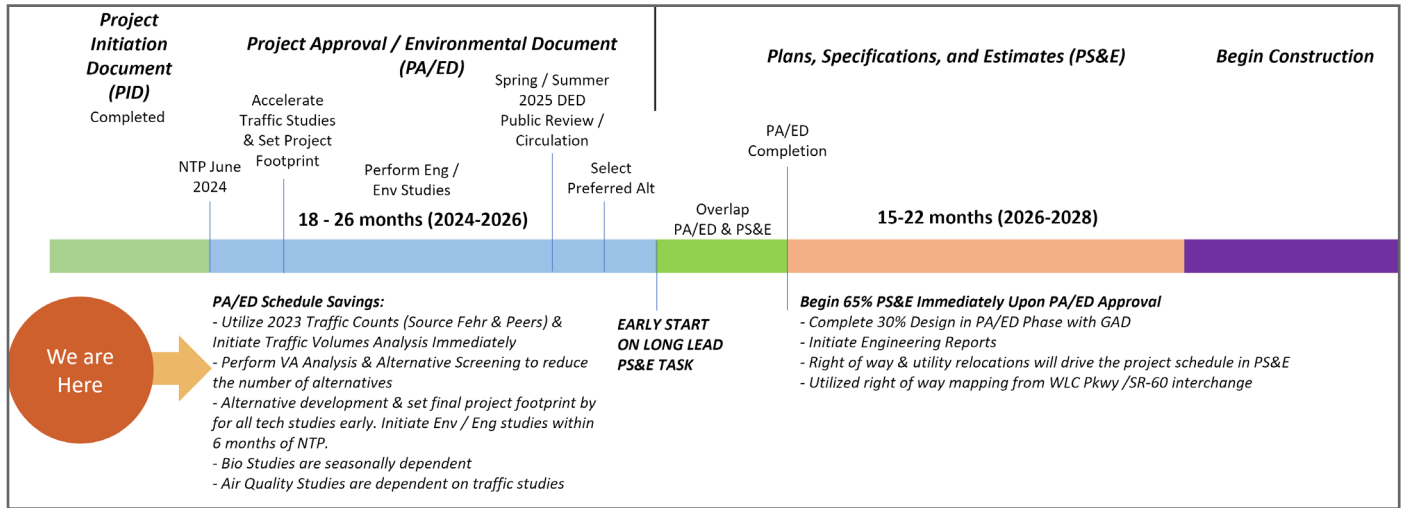 Project
Initiation
Document
(PID)
Completed
Project Approval / Environmental Document
(PA/ED)
Plans, Specifications, and Estimates (PS&E)
Begin Construction
NTP June
2024
Accelerate
Traffic Studies
& Set Project
Footprint
Perform Eng /
Env Studies
Spring / Summer
2025 DED
Public Review /
Circulation
Select
Preferred Alt
18 - 26 months (2024-2026)
Overlap
PA/ED & PS&E
PA/ED
Completion
15-22 months (2026-2028)
We are
Here
PA/ED Schedule Savings:
- Utilize 2023 Traffic Counts (Source Fehr & Peers) &
Initiate Traffic Volumes Analysis Immediately
- Perform VA Analysis & Alternative Screening to reduce
the number of alternatives
- Alternative development & set final project footprint by
for all tech studies early. Initiate Env / Eng studies within
6 months of NTP.
- Bio Studies are seasonally dependent
- Air Quality Studies are dependent on traffic studies
EARLY START
ON LONG LEAD
PS&E TASK
Begin 65% PS&E Immediately Upon PA/ED Approval
- Complete 30% Design in PA/ED Phase with GAD
- Initiate Engineering Reports
- Right of way & utility relocations will drive the project schedule in PS&E
- Utilized right of way mapping from WLC Pkwy /SR-60 interchange